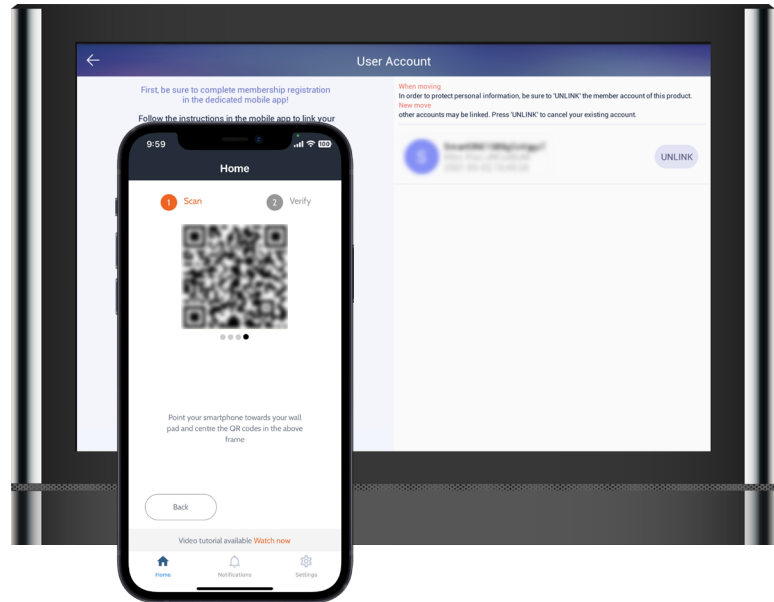 User Account
First, be sure to complete membership registration
in the dedicated mobile app!
Follow the instructions in the mobile app to link your
When moving
In order to protect personal information, be sure to 'UNLINK' the member account of this product.
New move
other accounts may be linked. Press 'UNLINK' to cancel your existing account.
S
UNLINK
9:59
100
Home
1 Scan
2 Verify
Point your smartphone towards your wall
pad and centre the QR codes in the above
frame
Back
Video tutorial available Watch now
Home
Notifications
Settings